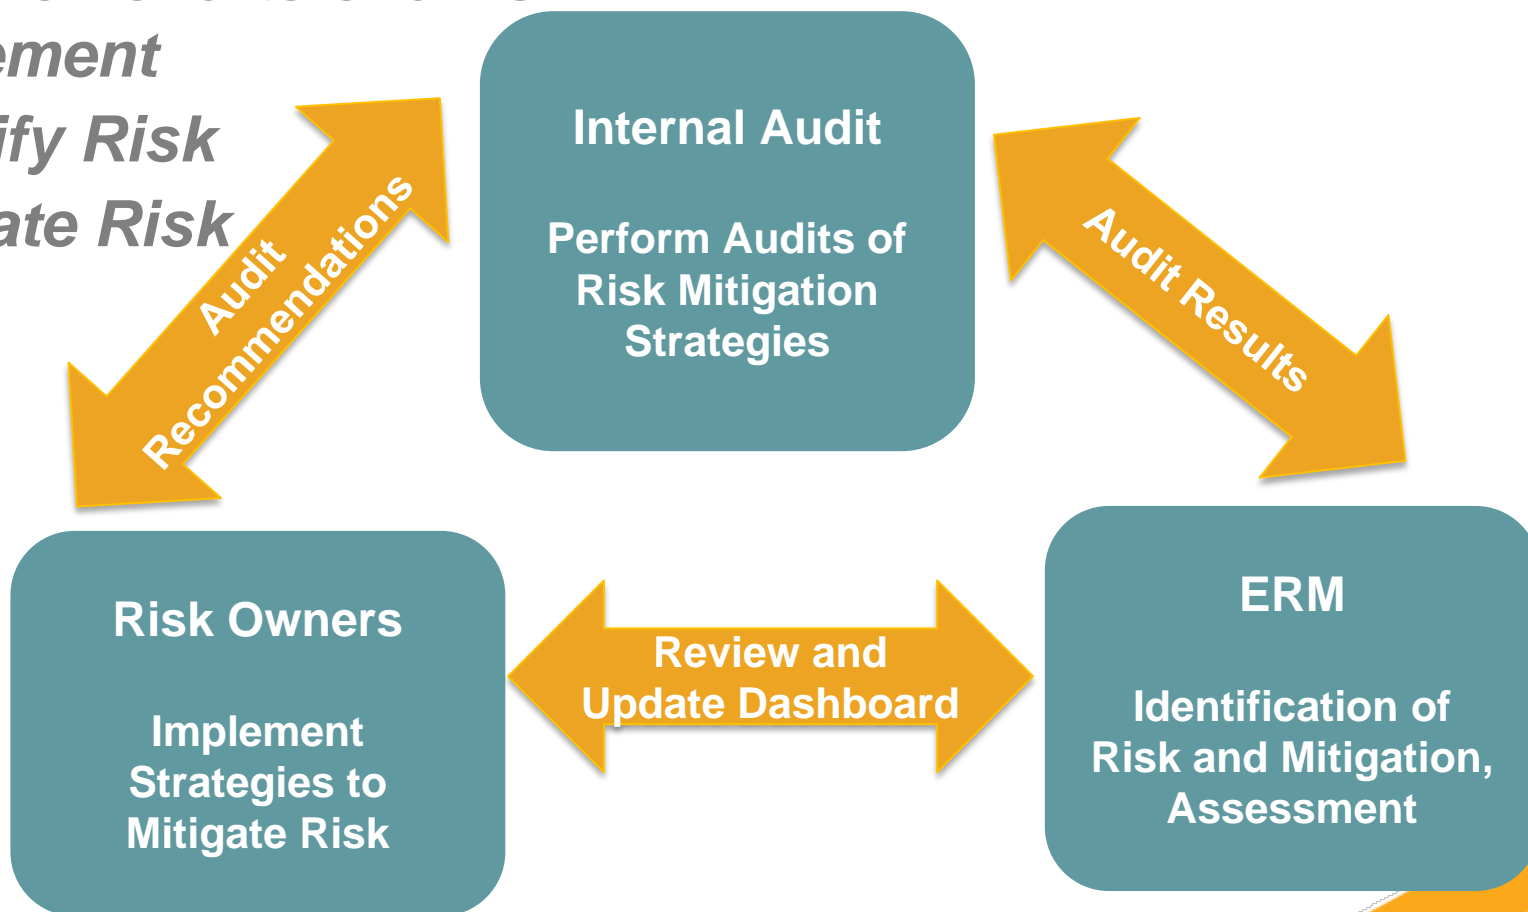 ement
ify Risk
ate Risk
Internal Audit
Perform Audits of
Risk Mitigation
Strategies
Audit
Recommendations
Audit Results
Risk Owners
Implement
Strategies to
Mitigate Risk
Review and
Update Dashboard
ERM
Identification of
Risk and Mitigation,
Assessment